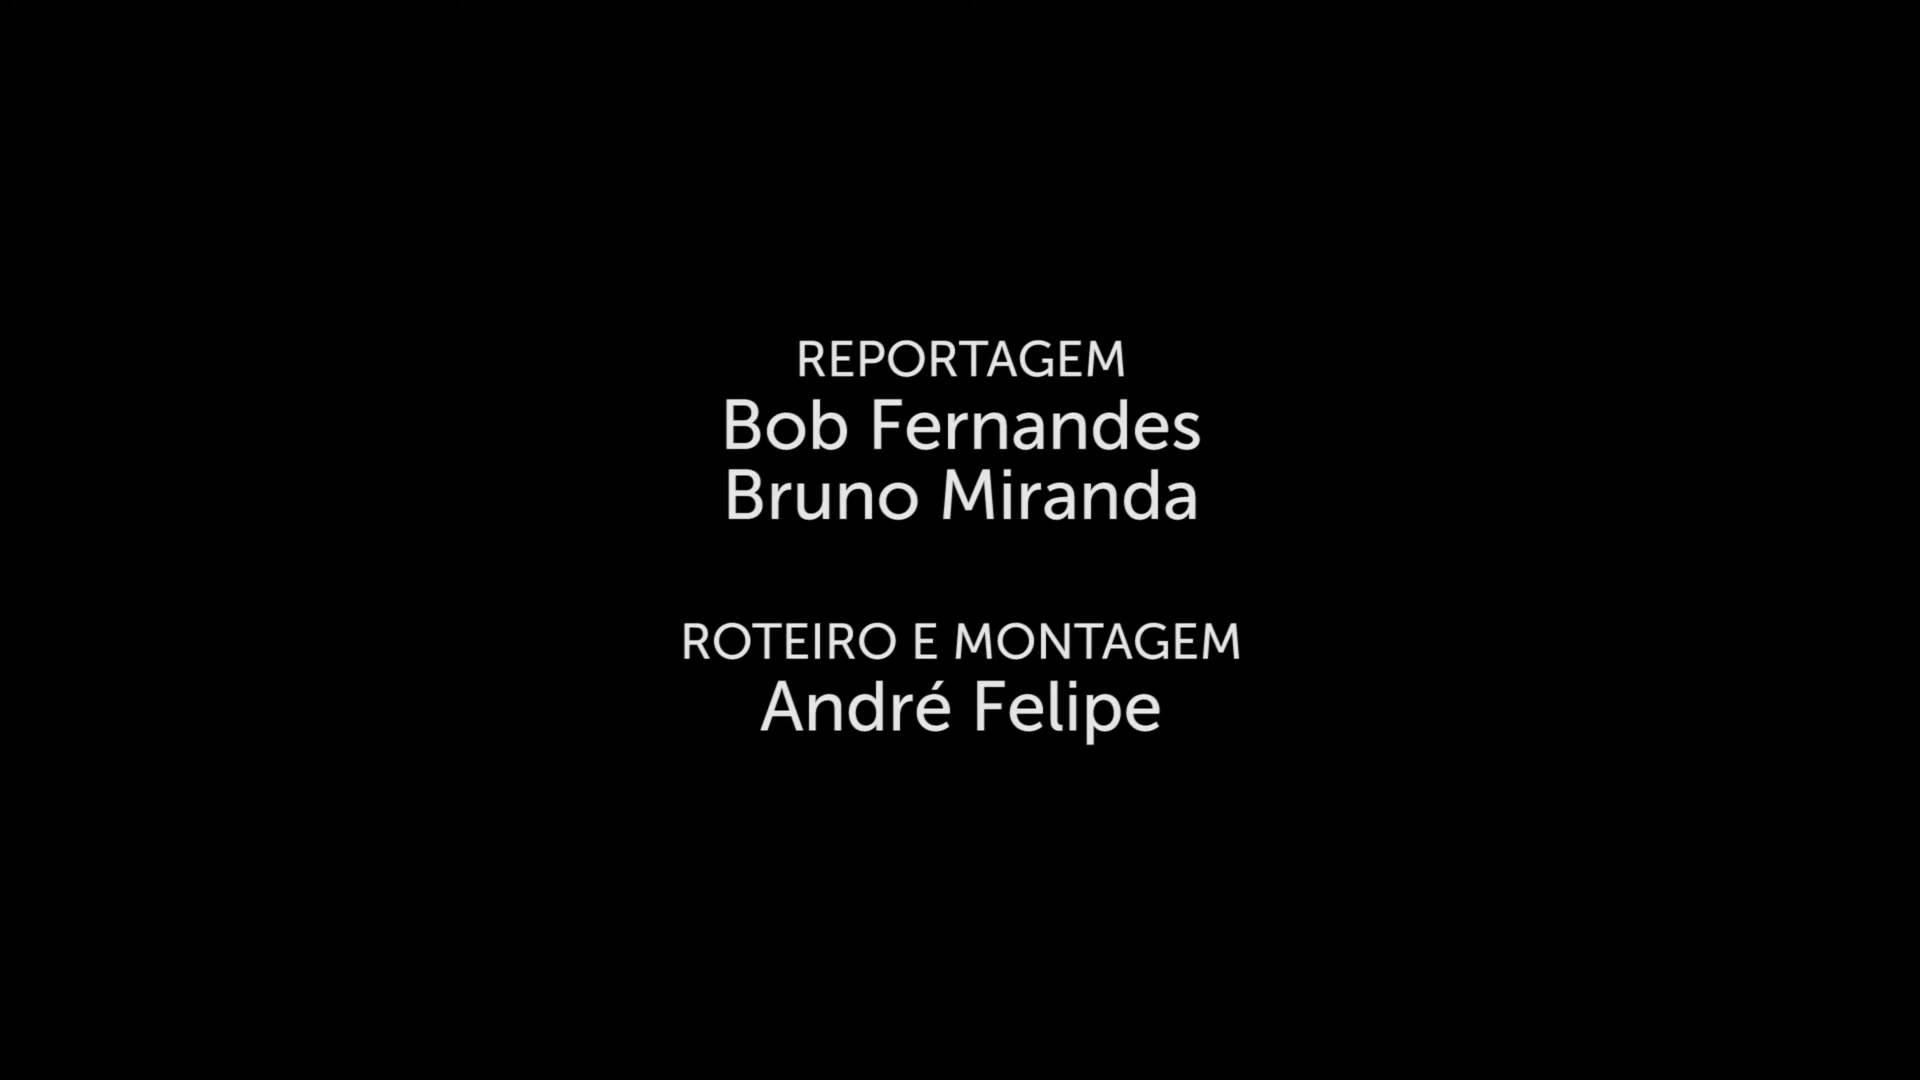 REPORTAGEM
Bob Fernandes
Bruno Miranda
ROTEIRO E MONTAGEM
André Felipe